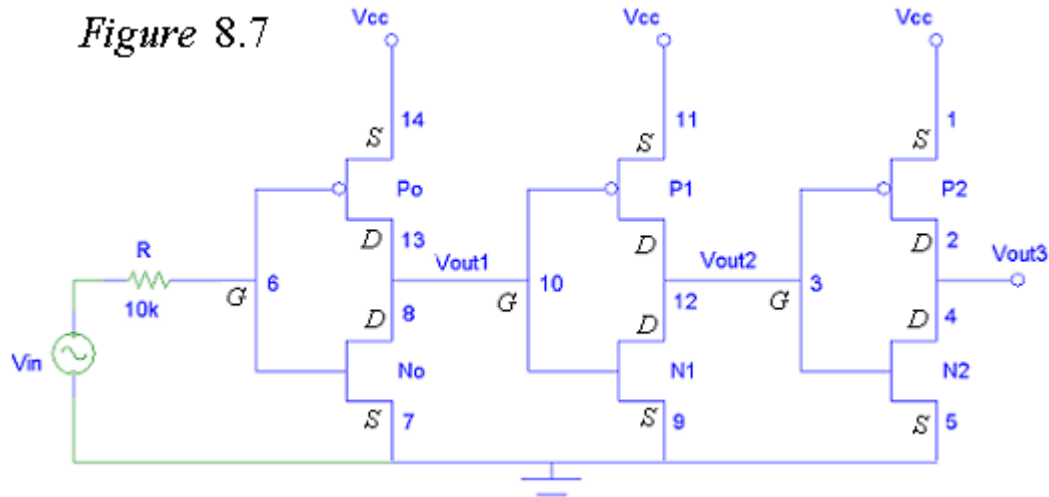 Figure 8.7
Vcc
Vcc
Vcc
14
11
1
S
S
S
Po
P1
P2
D
13
D
D
2
R
10k
G
6
Vout1
G
10
Vout2
G
3
Vout3
D
8
D
12
D
4
Vin
No
N1
N2
S
7
S
9
S
5